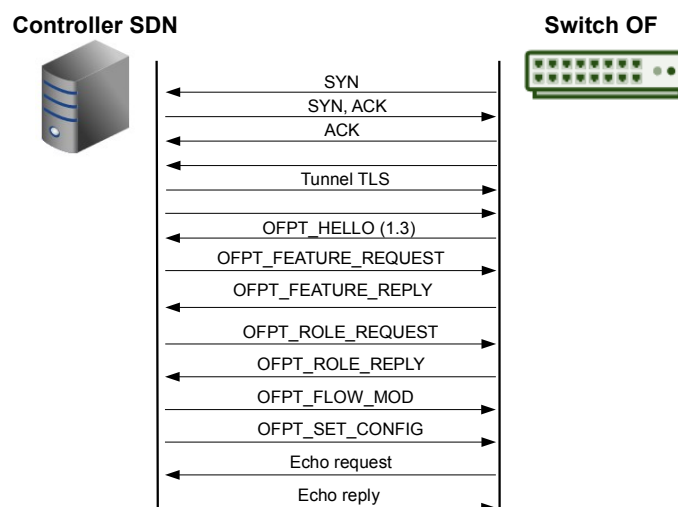 Controller SDN
Switch OF
SYN
SYN, ACK
ACK
Tunnel TLS
OFPT_HELLO (1.3)
OFPT_FEATURE_REQUEST
OFPT_FEATURE_REPLY
OFPT_ROLE_REQUEST
OFPT_ROLE_REPLY
OFPT_FLOW_MOD
OFPT_SET_CONFIG
Echo request
Echo reply